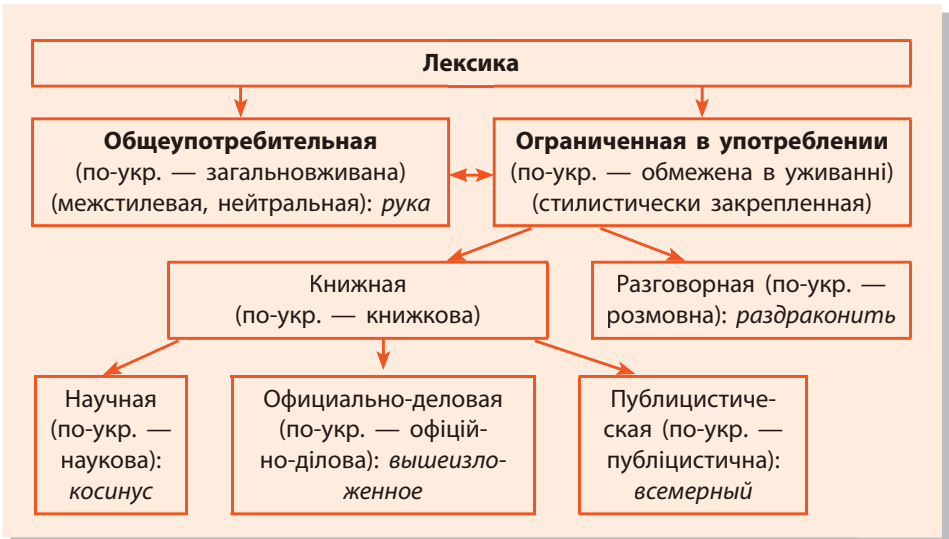 Лексика
Общеупотребительная
(по-укр. — загальновживана)
(межстилевая, нейтральная): рука
Ограниченная в употреблении
(по-укр. — обмежена в уживанні)
(стилистически закрепленная)
Книжная
(по-укр. — книжкова)
Разговорная (по-укр. —
розмовна): раздраконить
Научная
(по-укр. —
наукова):
косинус
Официально-деловая
(по-укр. — офіцій-
но-ділова): вышеизло-
женное
Публицистиче-
ская (по-укр. —
публіцистична):
всемерный